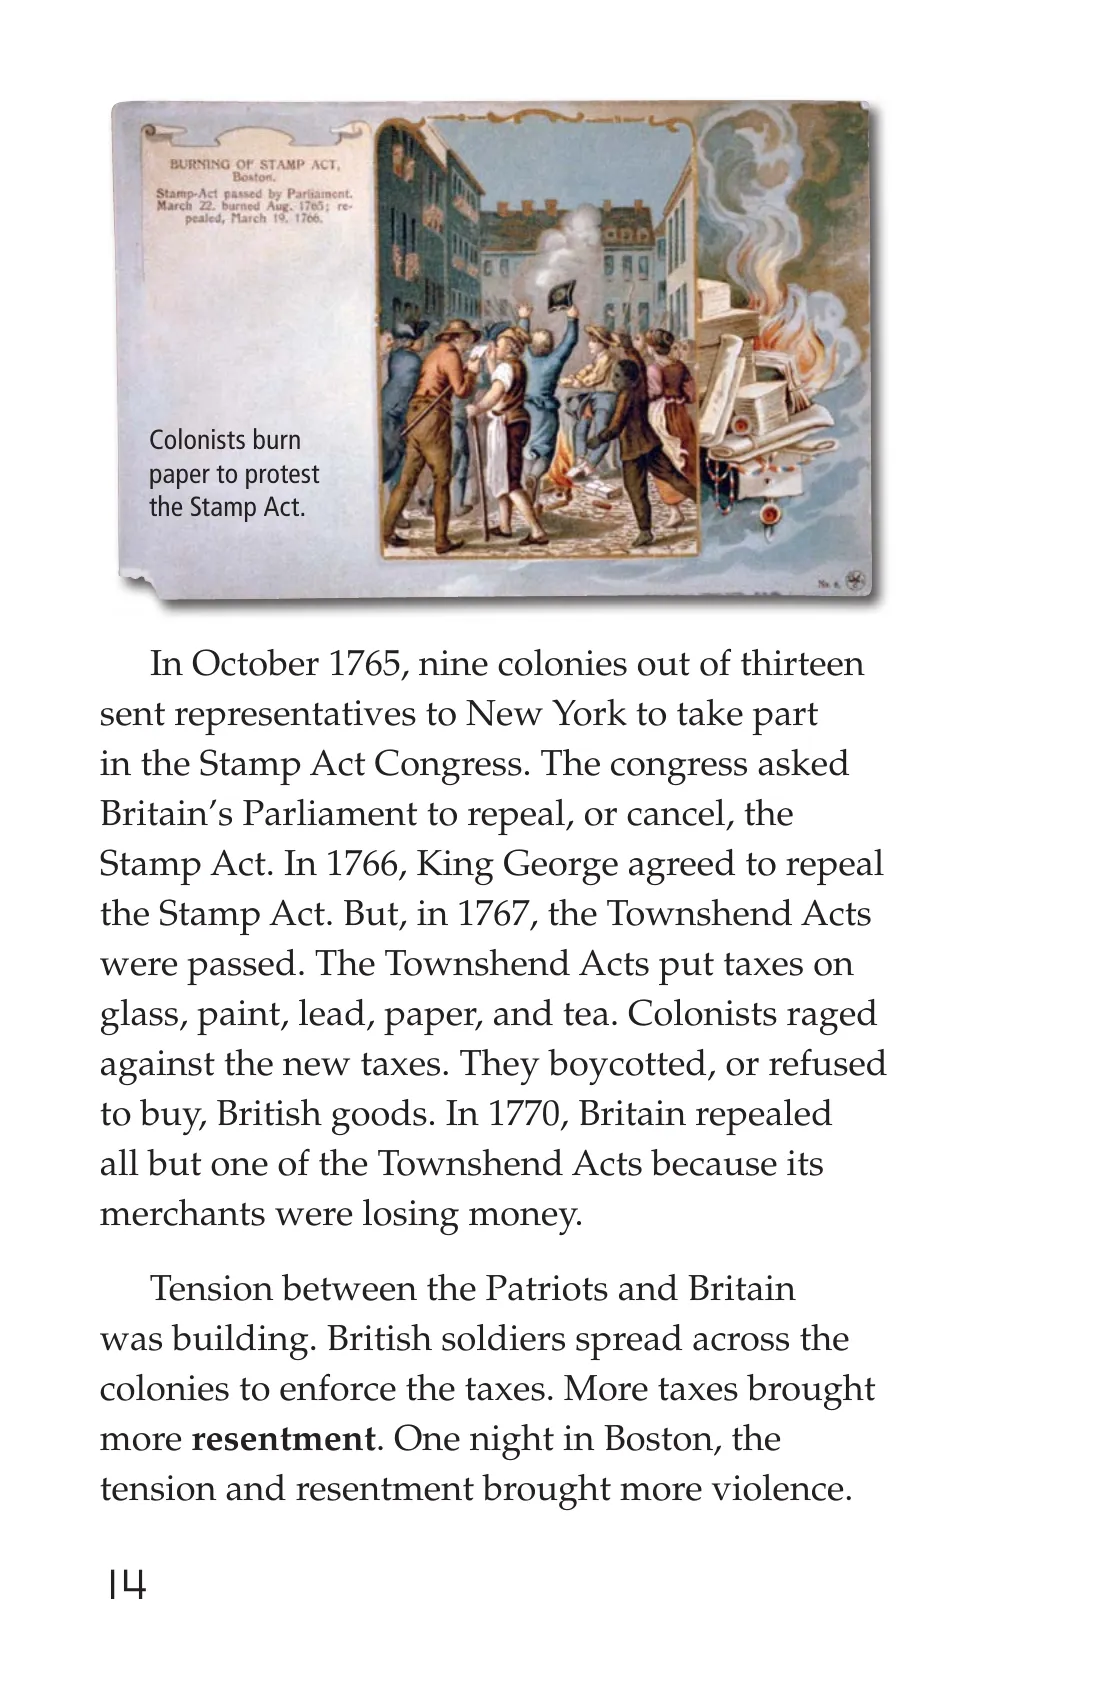 BURNING OF STAMP ACT,
Boston.
Stamp-Act passed by Parliament,
March 22, burned Aug. 1765; re-
pealed, March 19, 1766.
Colonists burn
paper to protest
the Stamp Act.
No. 6.
In October 1765, nine colonies out of thirteen
sent representatives to New York to take part
in the Stamp Act Congress. The congress asked
Britain’s Parliament to repeal, or cancel, the
Stamp Act. In 1766, King George agreed to repeal
the Stamp Act. But, in 1767, the Townshend Acts
were passed. The Townshend Acts put taxes on
glass, paint, lead, paper, and tea. Colonists raged
against the new taxes. They boycotted, or refused
to buy, British goods. In 1770, Britain repealed
all but one of the Townshend Acts because its
merchants were losing money.
Tension between the Patriots and Britain
was building. British soldiers spread across the
colonies to enforce the taxes. More taxes brought
more resentment. One night in Boston, the
tension and resentment brought more violence.
14